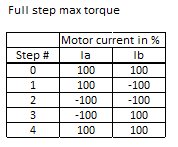 Full step max torque
Motor current in %
Step # Ia Ib
0 100 100
1 100 -100
2 -100 -100
3 -100 100
4 100 100